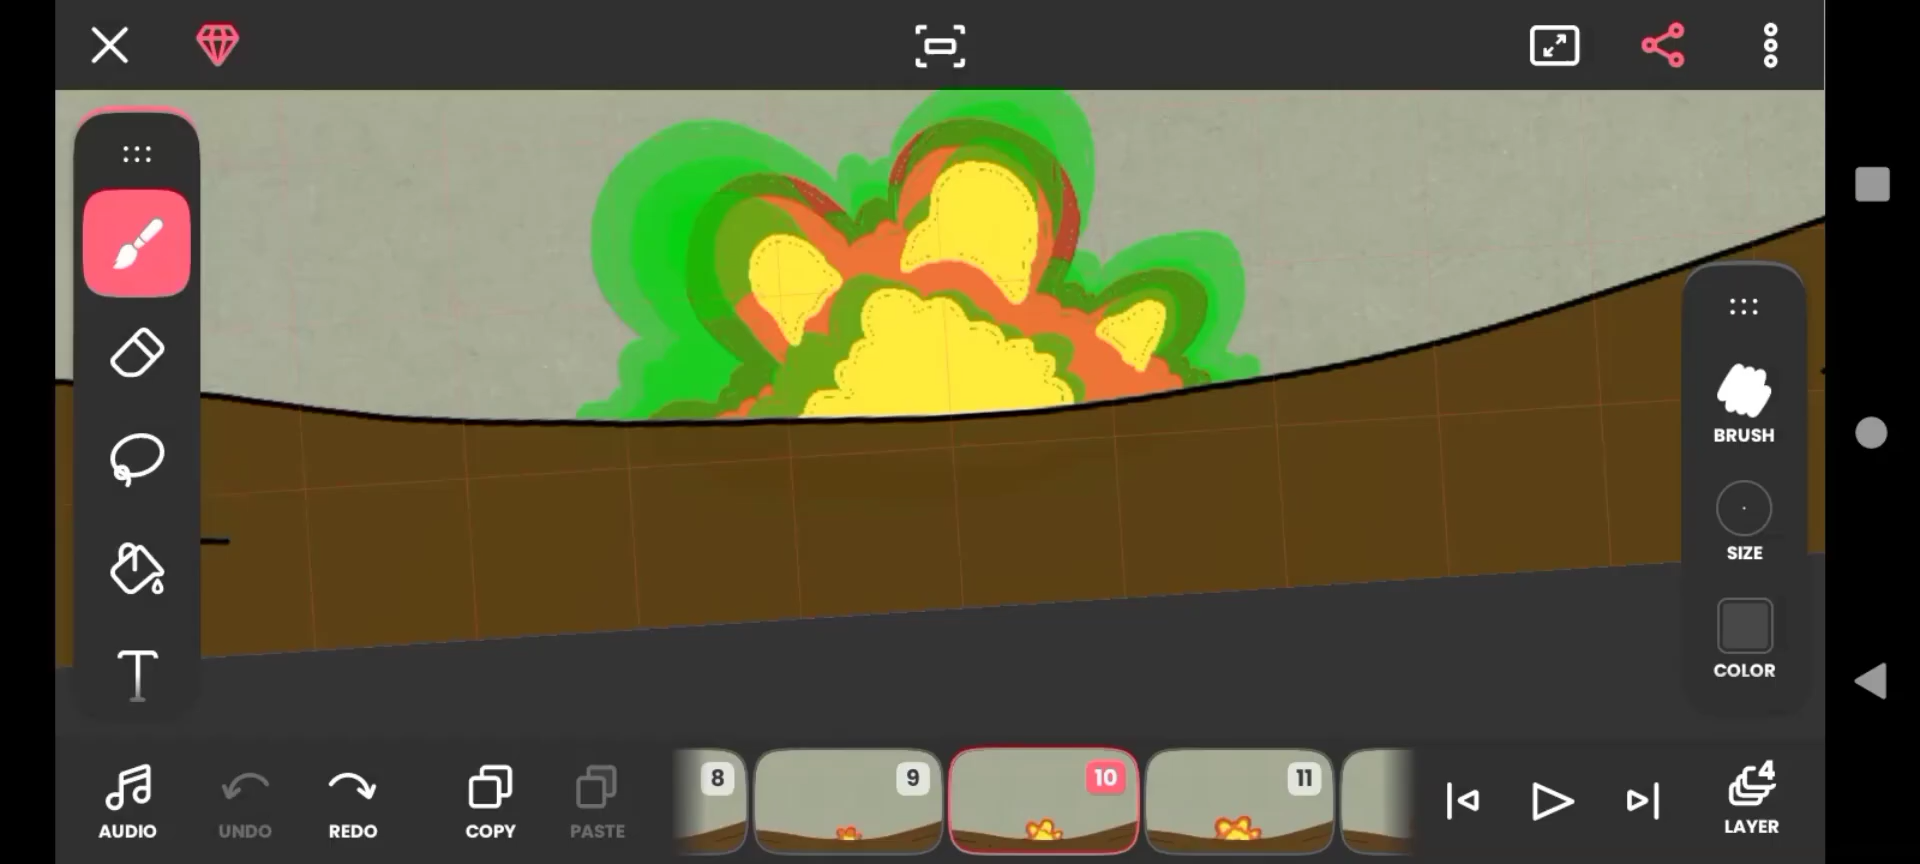 BRUSH
SIZE
COLOR
T
8
9
10
11
4
AUDIO
UNDO
REDO
COPY
PASTE
LAYER